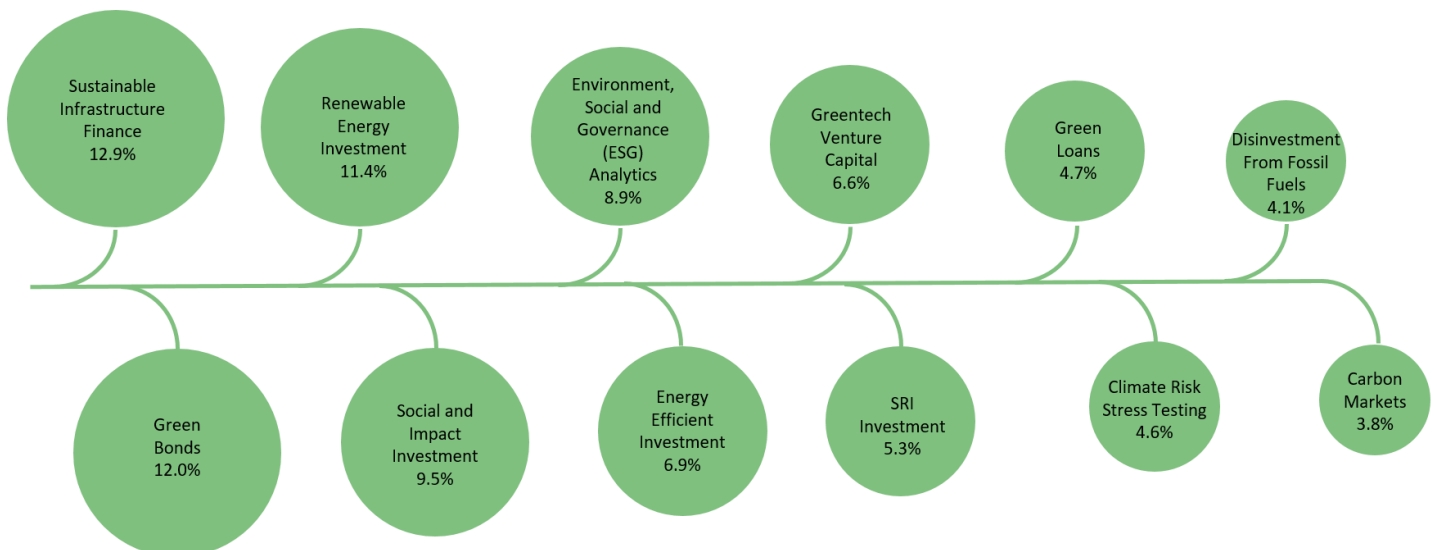 Sustainable
Infrastructure
Finance
12.9%
Renewable
Energy
Investment
11.4%
Environment,
Social and
Governance
(ESG)
Analytics
8.9%
Greentech
Venture
Capital
6.6%
Green
Loans
4.7%
Disinvestment
From Fossil
Fuels
4.1%
Green
Bonds
12.0%
Social and
Impact
Investment
9.5%
Energy
Efficient
Investment
6.9%
SRI
Investment
5.3%
Climate Risk
Stress Testing
4.6%
Carbon
Markets
3.8%